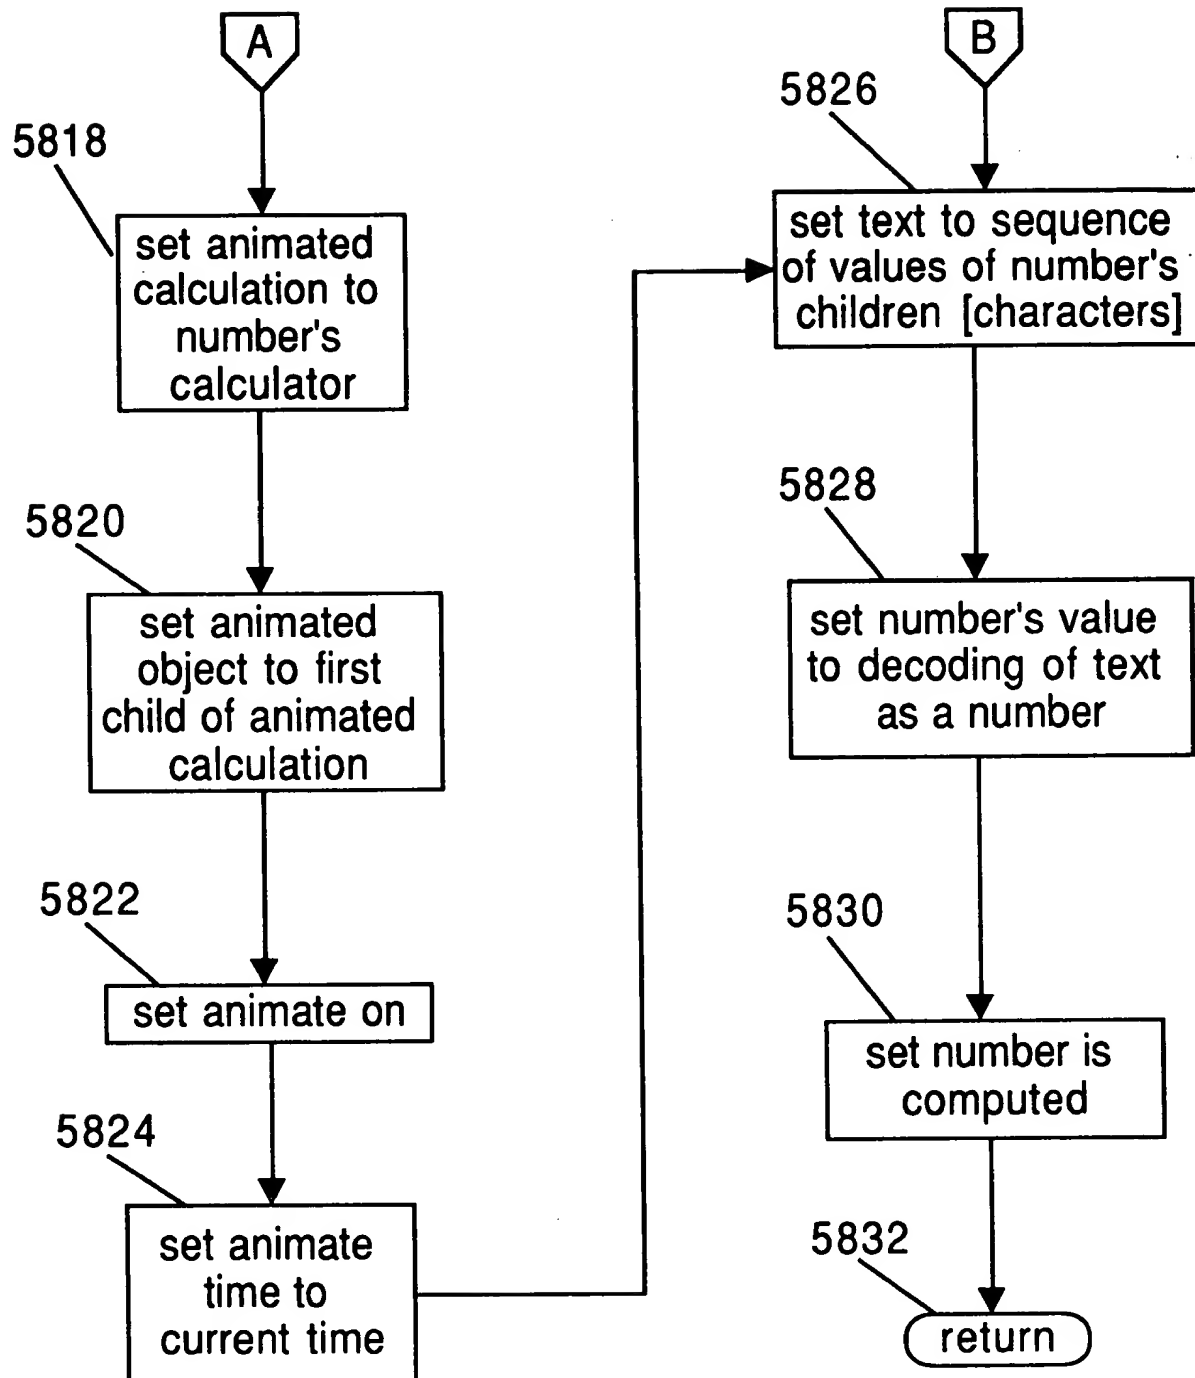 A
5818
set animated
calculation to
number's
calculator
5820
set animated
object to first
child of animated
calculation
5822
set animate on
5824
set animate
time to
current time
B
5826
set text to sequence
of values of number's
children [characters]
5828
set number's value
to decoding of text
as a number
5830
set number is
computed
5832
return